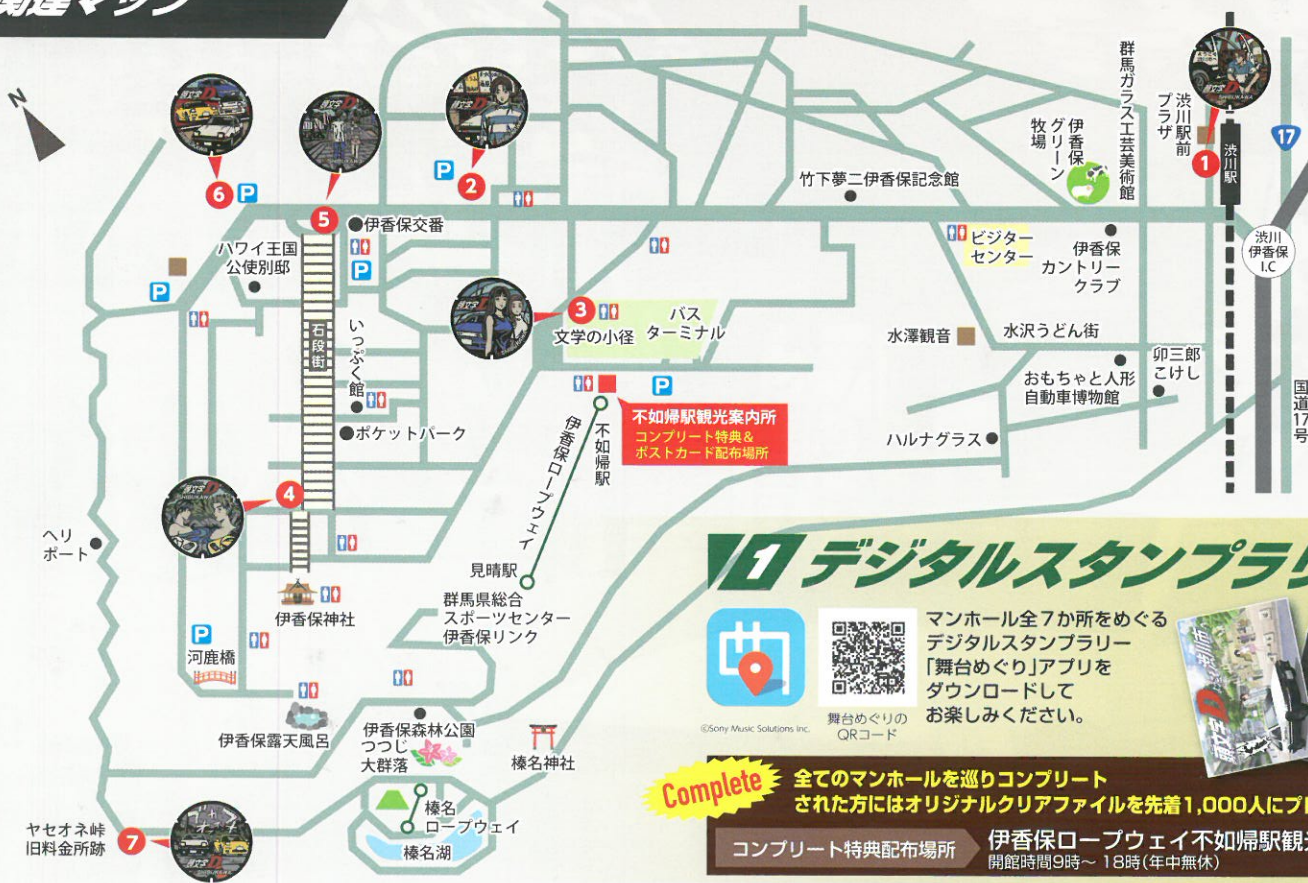 関連マップ
N
頭文字D
SHIBUKAWA
6
P
5
2
P
群馬ガラス工芸美術館
伊香保
グリーン
牧場
渋川駅前
プラザ
1
渋川駅
17
竹下夢二伊香保記念館
伊香保交番
ハワイ王国
公使別邸
P
P
ビジター
センター
伊香保
カントリー
クラブ
渋川
伊香保
I.C
石段街
いっぷく館
3
文学の小径
バス
ターミナル
水澤観音
水沢うどん街
おもちゃと人形
自動車博物館
卯三郎
こけし
国道17号
P
不如帰駅観光案内所
コンプリート特典&
ポストカード配布場所
不如帰駅
伊香保ロープウェイ
ポケットパーク
ハルナグラス
4
ヘリ
ポート
見晴駅
群馬県総合
スポーツセンター
伊香保リンク
伊香保神社
P
河鹿橋
伊香保露天風呂
伊香保森林公園
つつじ
大群落
榛名神社
榛名
ロープウェイ
榛名湖
ヤセオネ峠
旧料金所跡
7
1 デジタルスタンプラリ
マンホール全7か所をめぐる
デジタルスタンプラリー
「舞台めぐり」アプリを
ダウンロードして
お楽しみください。
©Sony Music Solutions Inc.
舞台めぐりの
QRコード
頭文字D in 渋川市
Complete
全てのマンホールを巡りコンプリート
された方にはオリジナルクリアファイルを先着1,000人にプレ
コンプリート特典配布場所
伊香保ロープウェイ不如帰駅観光
開館時間9時~18時(年中無休)